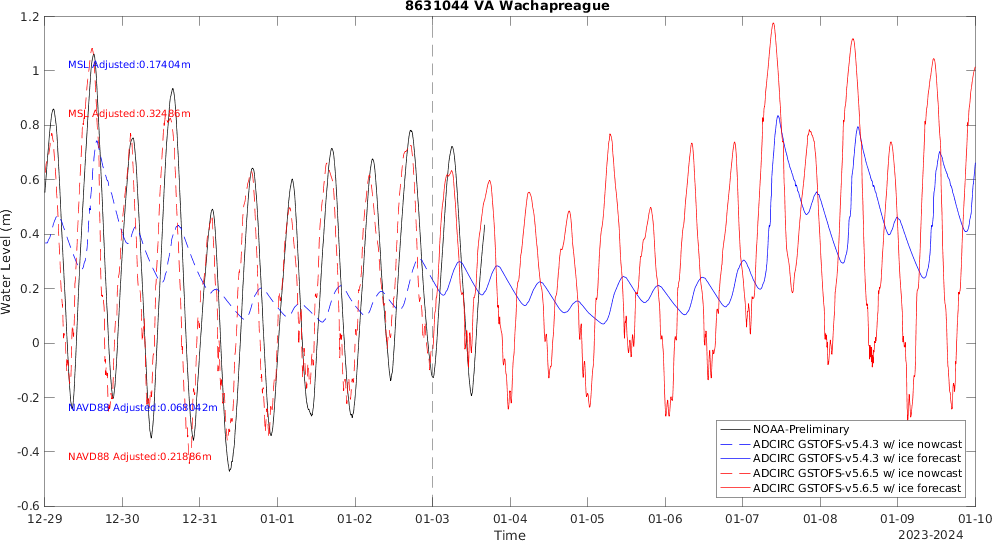 8631044 VA Wachapreague
1.2
1
0.8
0.6
0.4
0.2
0
-0.2
-0.4
-0.6
Water Level (m)
MSL Adjusted:0.17404m
MSL Adjusted:0.32436m
NAVD88 Adjusted:0.068042m
NAVD88 Adjusted:0.21886m
NOAA-Preliminary
ADCIRC GSTOFS-v5.4.3 w/ ice nowcast
ADCIRC GSTOFS-v5.4.3 w/ ice forecast
ADCIRC GSTOFS-v5.6.5 w/ ice nowcast
ADCIRC GSTOFS-v5.6.5 w/ ice forecast
12-29 12-30 12-31 01-01 01-02 01-03 01-04 01-05 01-06 01-07 01-08 01-09 01-10
Time
2023-2024